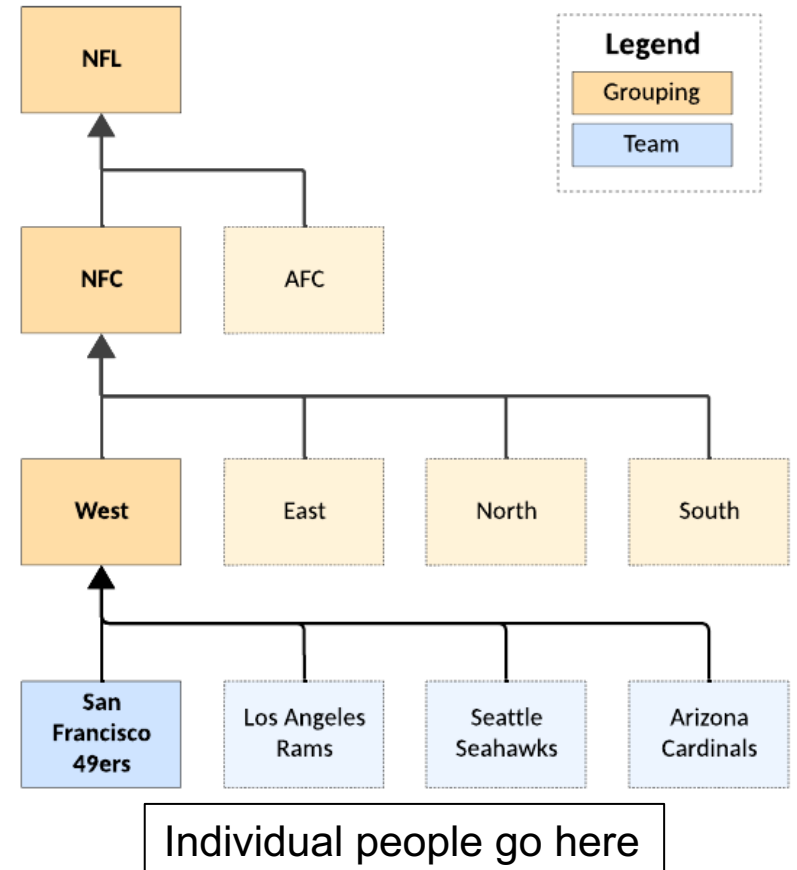 NFL
Legend
Grouping
Team
NFC
AFC
West
East
North
South
San
Francisco
49ers
Los Angeles
Rams
Seattle
Seahawks
Arizona
Cardinals
Individual people go here